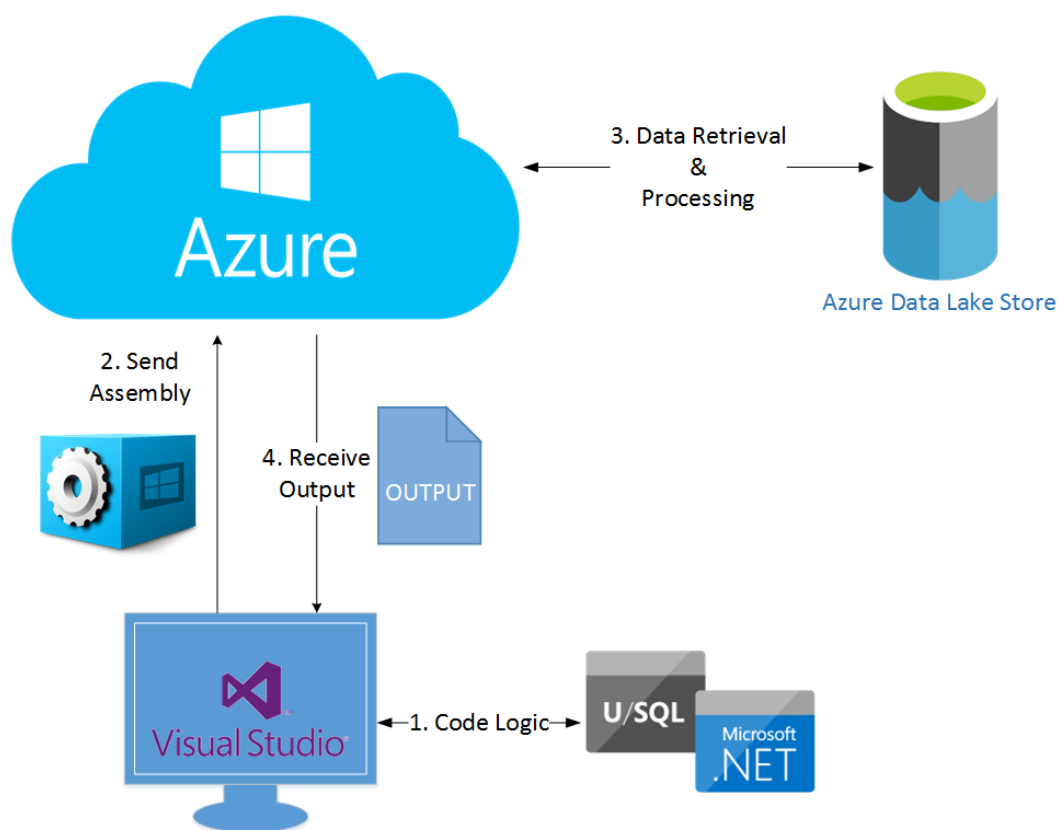 Azure
3. Data Retrieval
&
Processing
Azure Data Lake Store
2. Send
Assembly
4. Receive
Output
OUTPUT
Visual Studio
1. Code Logic
U/SQL
Microsoft
.NET